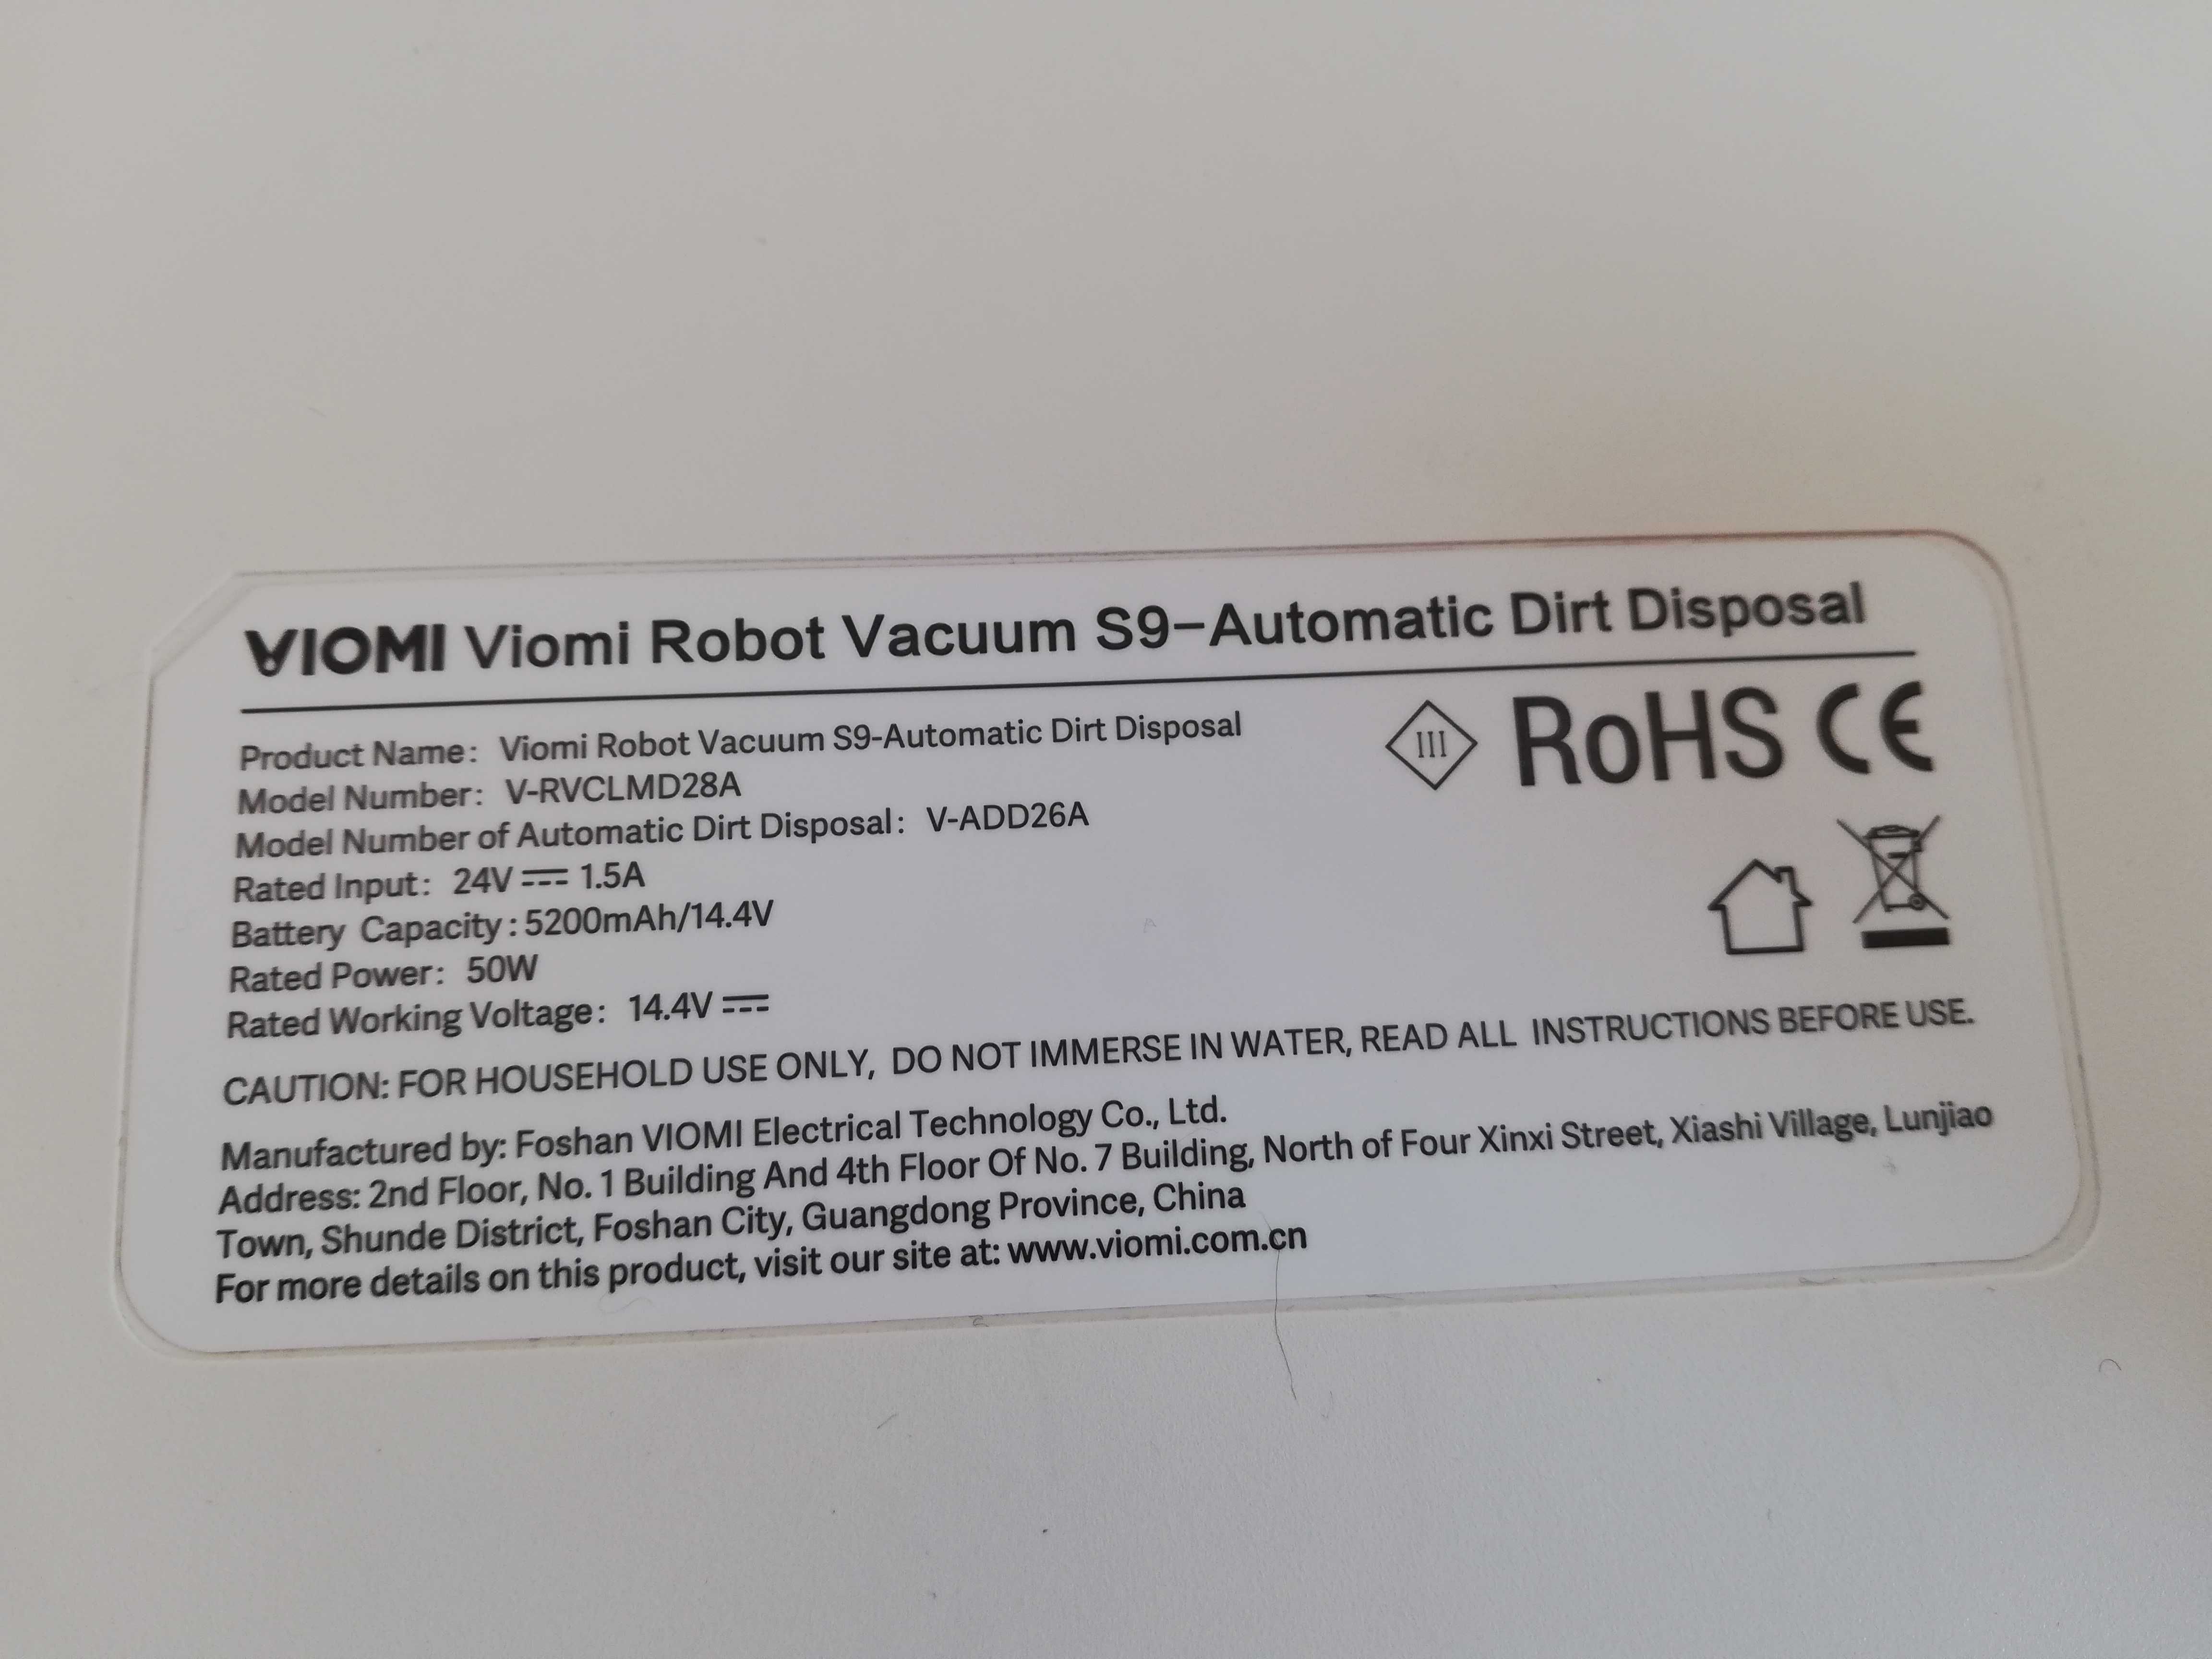 VIOMI Viomi Robot Vacuum S9–Automatic Dirt Disposal
Product Name: Viomi Robot Vacuum S9-Automatic Dirt Disposal
Model Number: V-RVCLMD28A
Model Number of Automatic Dirt Disposal: V-ADD26A
Rated Input: 24V⎓1.5A
Battery Capacity: 5200mAh/14.4V
Rated Power: 50W
Rated Working Voltage: 14.4V⎓
III RoHS CE
CAUTION: FOR HOUSEHOLD USE ONLY, DO NOT IMMERSE IN WATER, READ ALL INSTRUCTIONS BEFORE USE.
Manufactured by: Foshan VIOMI Electrical Technology Co., Ltd.
Address: 2nd Floor, No. 1 Building And 4th Floor Of No. 7 Building, North of Four Xinxi Street, Xiashi Village, Lunjiao
Town, Shunde District, Foshan City, Guangdong Province, China
For more details on this product, visit our site at: www.viomi.com.cn